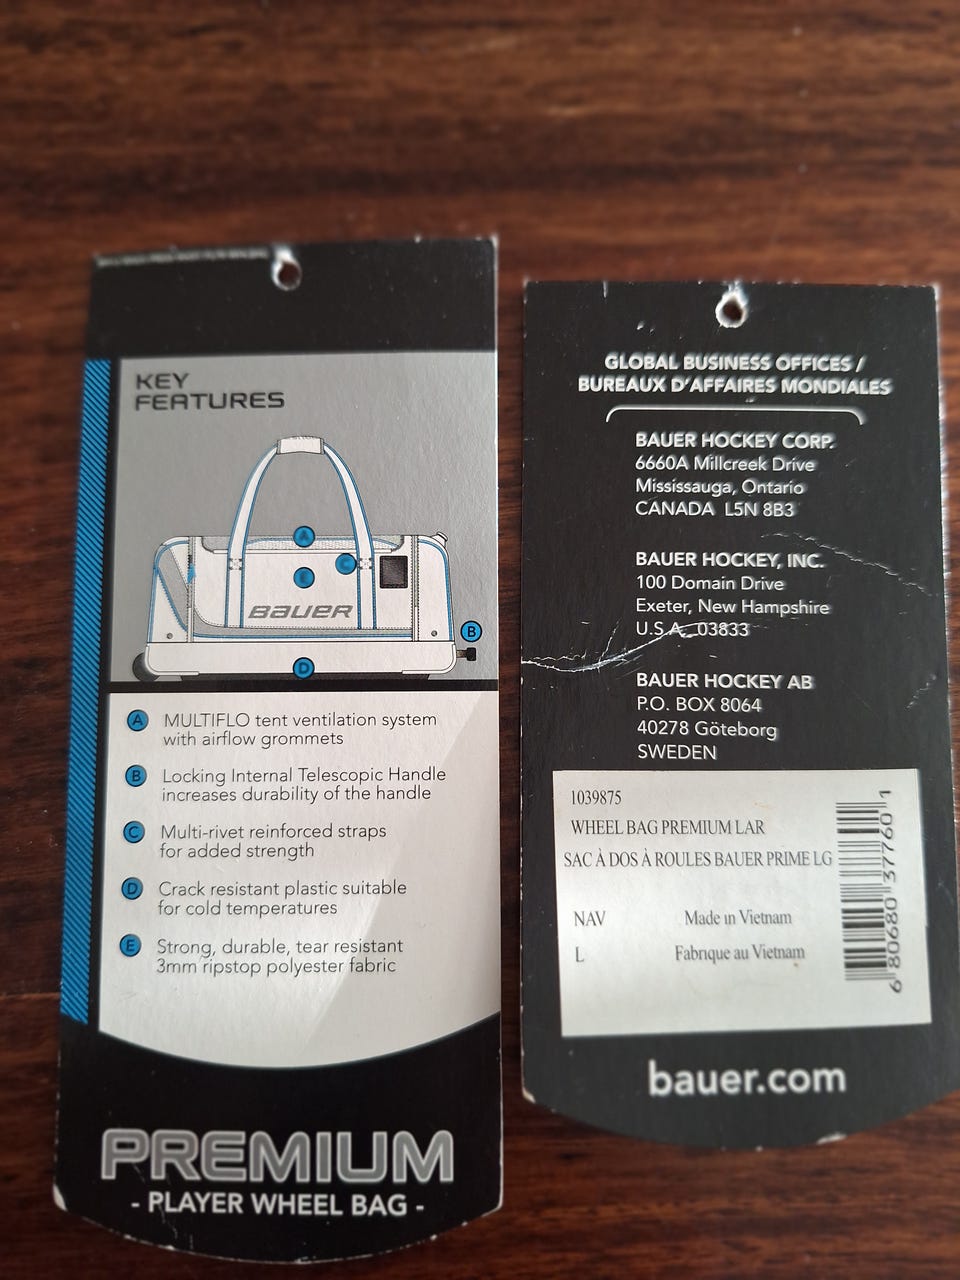 KEY
FEATURES
A
E
C
BAUER
B
D
A MULTIFLO tent ventilation system
with airflow grommets
B Locking Internal Telescopic Handle
increases durability of the handle
C Multi-rivet reinforced straps
for added strength
D Crack resistant plastic suitable
for cold temperatures
E Strong, durable, tear resistant
3mm ripstop polyester fabric
PREMIUM
- PLAYER WHEEL BAG -
GLOBAL BUSINESS OFFICES /
BUREAUX D'AFFAIRES MONDIALES
BAUER HOCKEY CORP.
6660A Millcreek Drive
Mississauga, Ontario
CANADA L5N 8B3
BAUER HOCKEY, INC.
100 Domain Drive
Exeter, New Hampshire
U.S.A. 03833
BAUER HOCKEY AB
P.O. BOX 8064
40278 Göteborg
SWEDEN
1039875
WHEEL BAG PREMIUM LAR
SAC À DOS À ROULES BAUER PRIME LG
NAV Made in Vietnam
L Fabrique au Vietnam
6 80680 37760 1
bauer.com